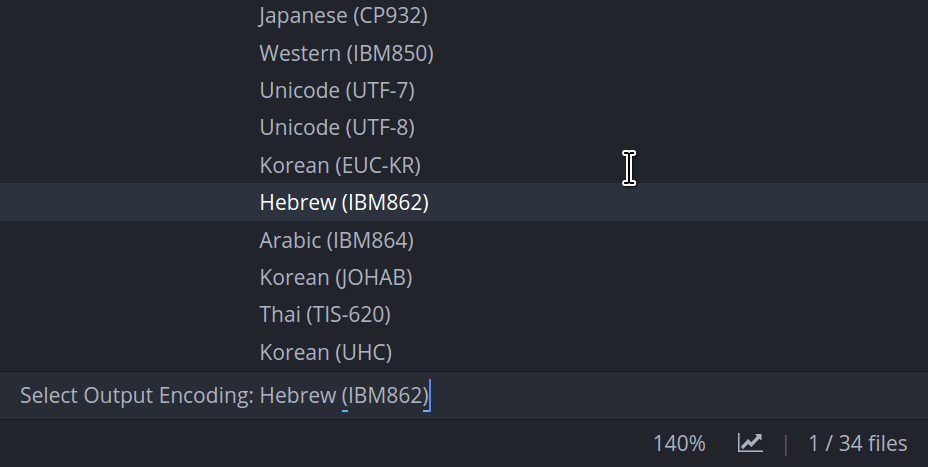 Japanese (CP932)
Western (IBM850)
Unicode (UTF-7)
Unicode (UTF-8)
Korean (EUC-KR)
Hebrew (IBM862)
Arabic (IBM864)
Korean (JOHAB)
Thai (TIS-620)
Korean (UHC)
Select Output Encoding: Hebrew (IBM862)
140% | 1 / 34 files